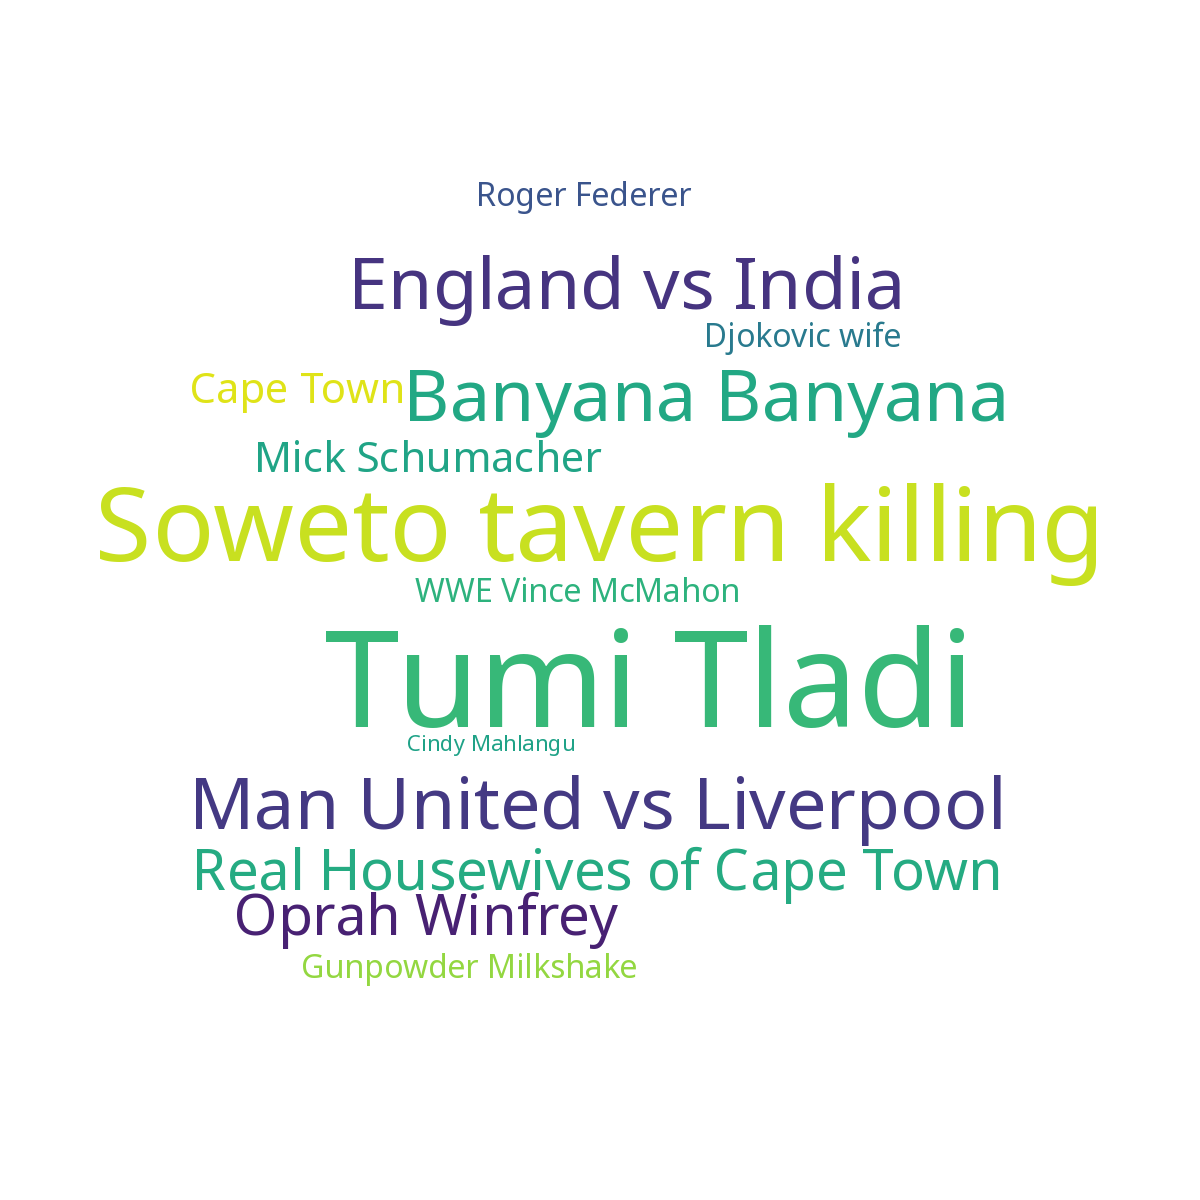 Roger Federer
England vs India
Djokovic wife
Cape Town
Banyana Banyana
Mick Schumacher
Soweto tavern killing
WWE Vince McMahon
Tumi Tladi
Cindy Mahlangu
Man United vs Liverpool
Real Housewives of Cape Town
Oprah Winfrey
Gunpowder Milkshake